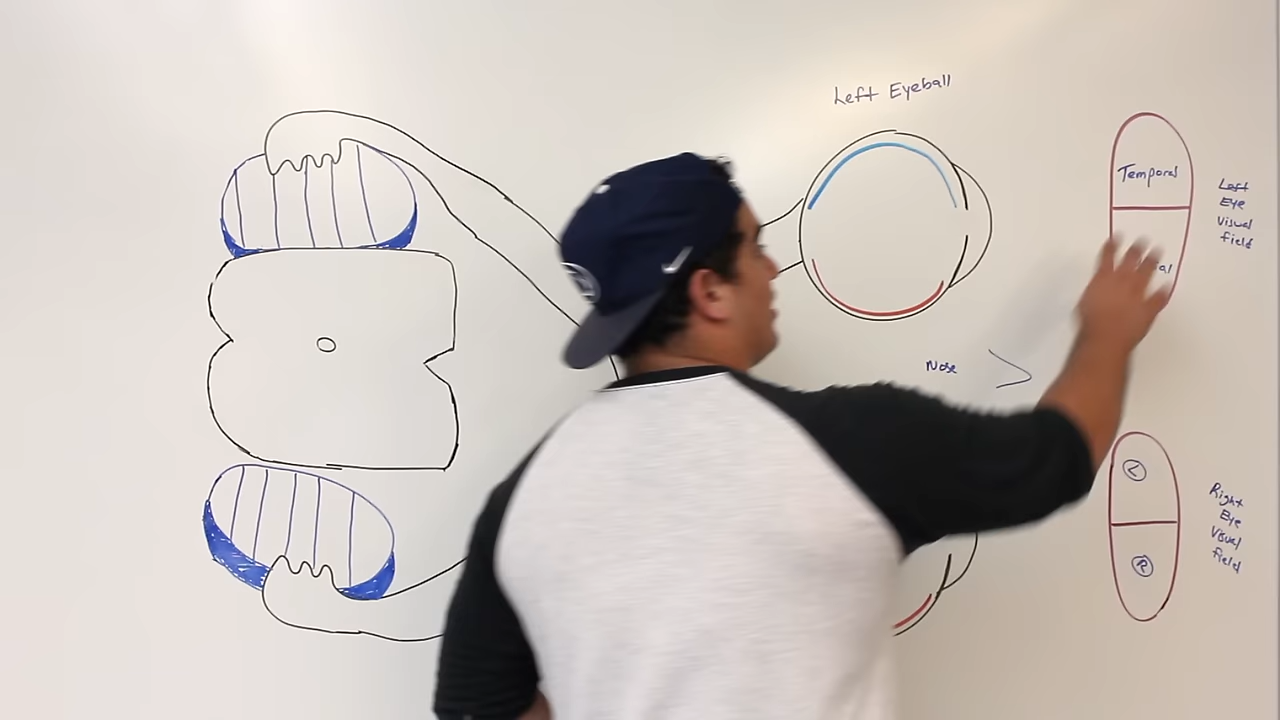 Left Eyeball
Temporal
Left
Eye
Visual
field
Nose
L
R
Right
Eye
Visual
field